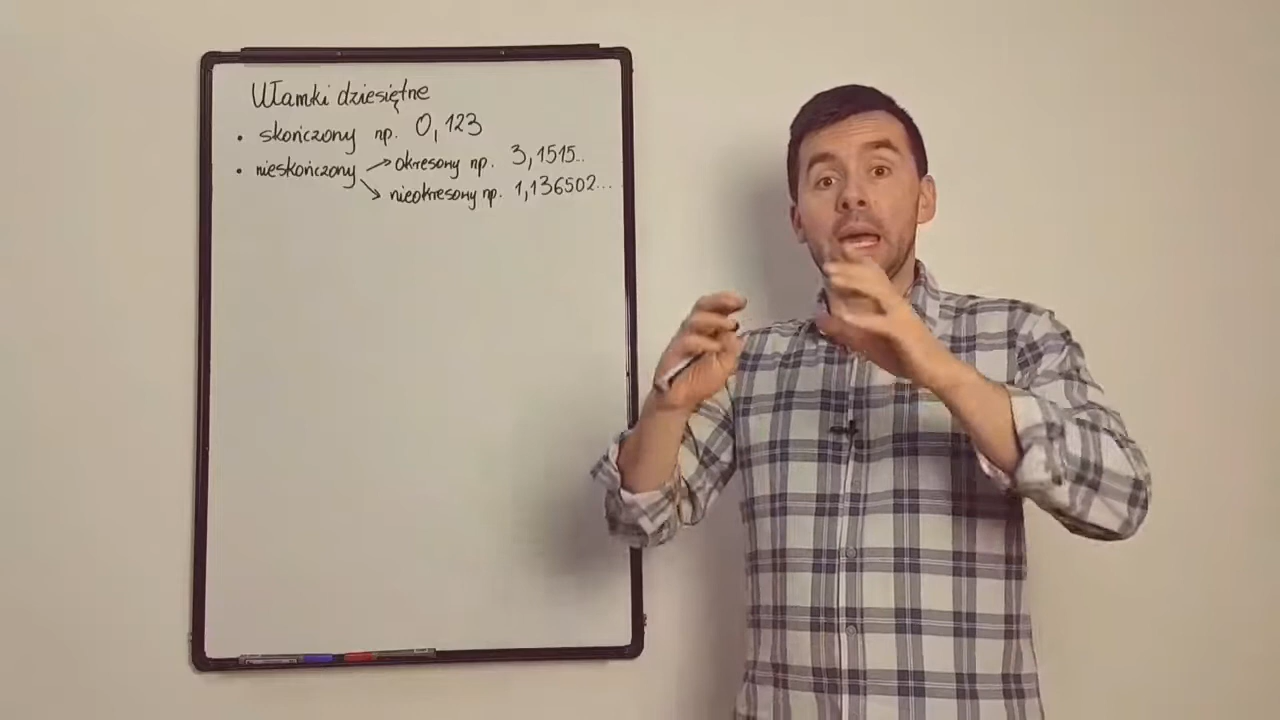 Ułamki dziesiętne
• skończony np. 0,123
• nieskończony → okresowy np. 3,1515..
→ nieokresowy np. 1,136502...